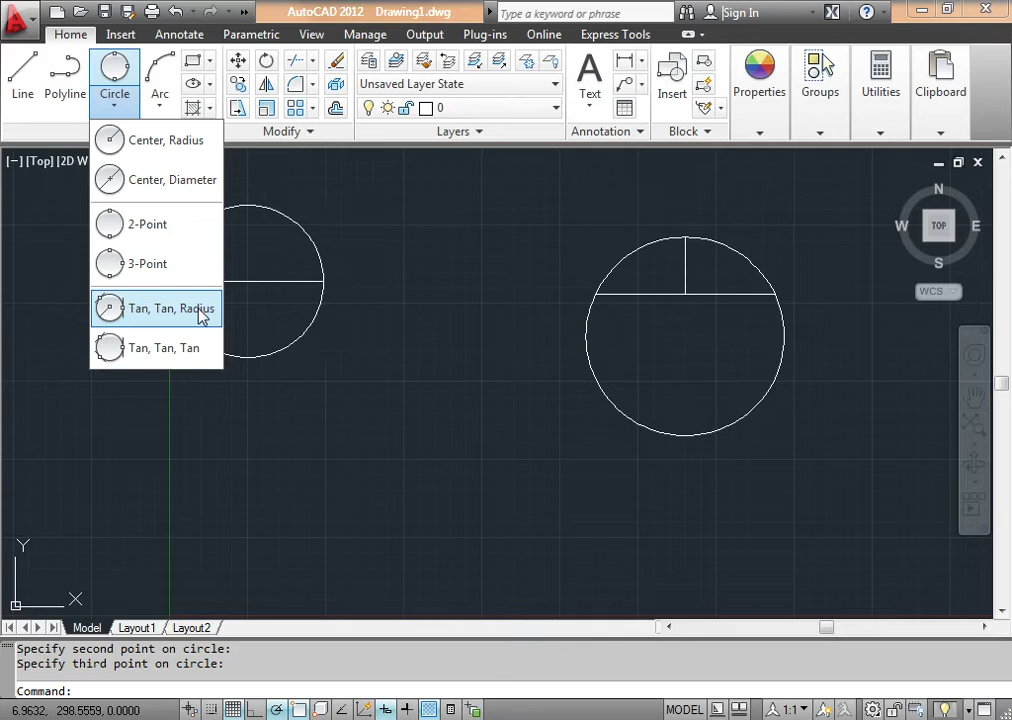 AutoCAD 2012 Drawing1.dwg
Type a keyword or phrase
Sign In
Home Insert Annotate Parametric View Manage Output Plug-ins Online Express Tools
Line
Polyline
Circle
Arc
Modify
Unsaved Layer State
0
Layers
Text
Annotation
Insert
Block
Properties
Groups
Utilities
Clipboard
Center, Radius
Center, Diameter
2-Point
3-Point
Tan, Tan, Radius
Tan, Tan, Tan
[−] [Top] [2D W
N
W TOP E
S
WCS
Y
X
Model Layout1 Layout2
Specify second point on circle:
Specify third point on circle:
Command:
6.9632, 298.5559, 0.0000
MODEL
1:1